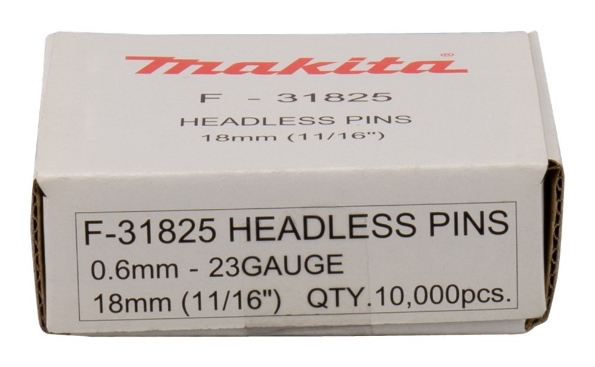 makita®
F - 31825
HEADLESS PINS
18mm (11/16")
F-31825 HEADLESS PINS
0.6mm - 23GAUGE
18mm (11/16") QTY.10,000pcs.